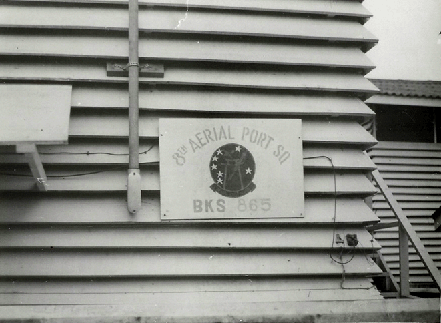 8TH AERIAL PORT SQ
BKS 865